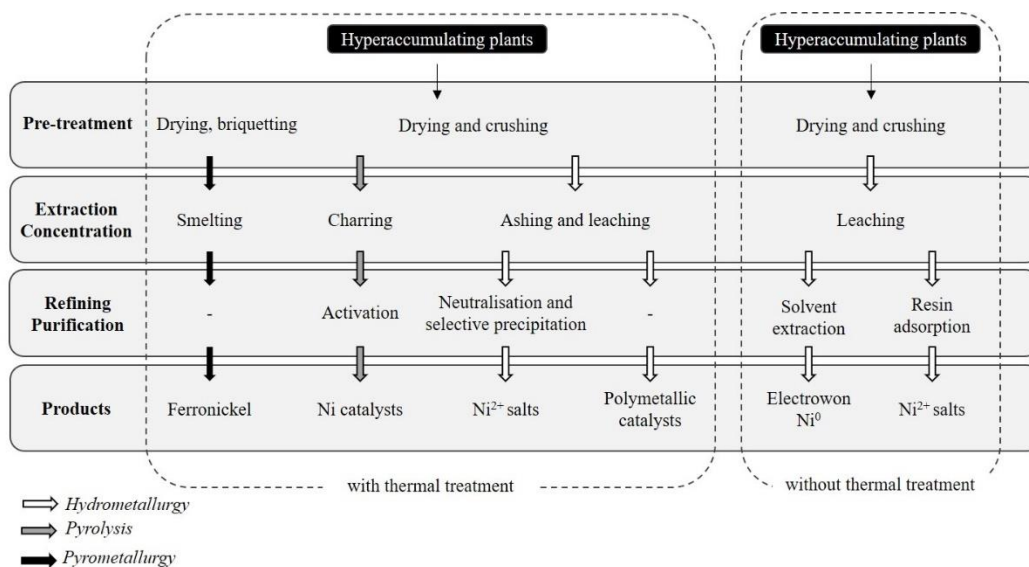 Hyperaccumulating plants
Hyperaccumulating plants
Pre-treatment
Drying, briquetting
Drying and crushing
Drying and crushing
Extraction
Concentration
Smelting
Charring
Ashing and leaching
Leaching
Refining
Purification
-
Activation
Neutralisation and
selective precipitation
-
Solvent
extraction
Resin
adsorption
Products
Ferronickel
Ni catalysts
Ni²⁺ salts
Polymetallic
catalysts
Electrowon
Ni⁰
Ni²⁺ salts
with thermal treatment
without thermal treatment
Hydrometallurgy
Pyrolysis
Pyrometallurgy